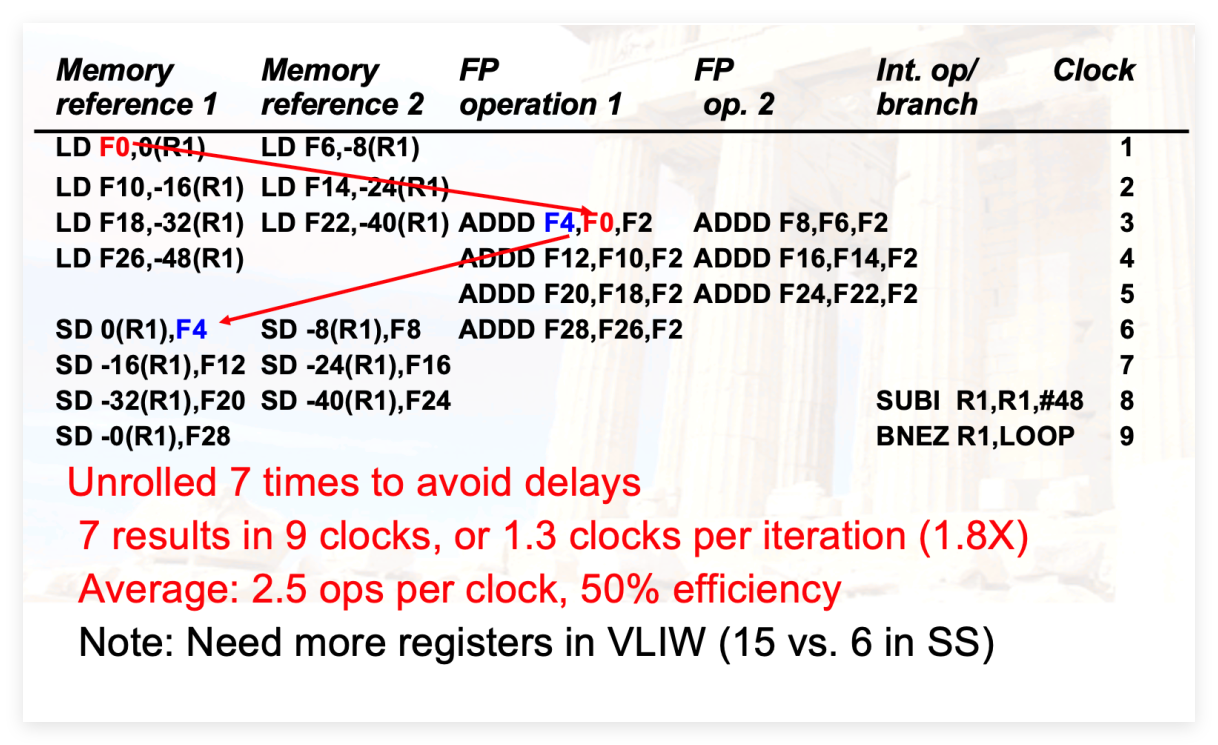 Memory reference 1 Memory reference 2 FP operation 1 FP op. 2 Int. op/ branch Clock
LD F0,0(R1) LD F6,-8(R1) 1
LD F10,-16(R1) LD F14,-24(R1) 2
LD F18,-32(R1) LD F22,-40(R1) ADDD F4,F0,F2 ADDD F8,F6,F2 3
LD F26,-48(R1) ADDD F12,F10,F2 ADDD F16,F14,F2 4
ADDD F20,F18,F2 ADDD F24,F22,F2 5
SD 0(R1),F4 SD -8(R1),F8 ADDD F28,F26,F2 6
SD -16(R1),F12 SD -24(R1),F16 7
SD -32(R1),F20 SD -40(R1),F24 SUBI R1,R1,#48 8
SD -0(R1),F28 BNEZ R1,LOOP 9
Unrolled 7 times to avoid delays
7 results in 9 clocks, or 1.3 clocks per iteration (1.8X)
Average: 2.5 ops per clock, 50% efficiency
Note: Need more registers in VLIW (15 vs. 6 in SS)